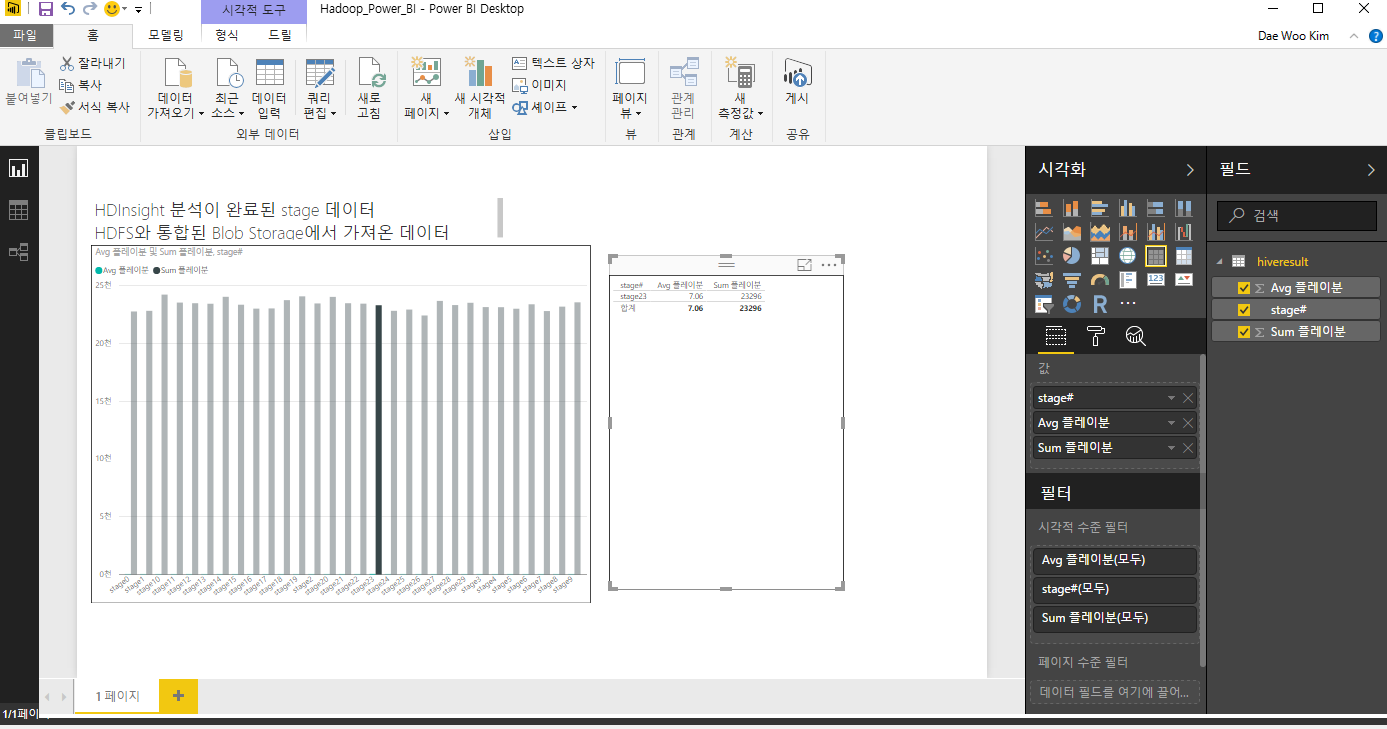 시각적 도구
Hadoop_Power_BI - Power BI Desktop
파일
홈
모델링
형식
드릴
Dae Woo Kim
붙여넣기
잘라내기
복사
서식 복사
클립보드
데이터
가져오기
최근
소스
데이터
입력
쿼리
편집
새로
고침
외부 데이터
새
페이지
새 시각적
개체
텍스트 상자
이미지
셰이프
삽입
페이지
뷰
뷰
관계
관리
관계
새
측정값
계산
게시
공유
HDInsight 분석이 완료된 stage 데이터
HDFS와 통합된 Blob Storage에서 가져온 데이터
Avg 플레이분 및 Sum 플레이분, stage#
Avg 플레이분 Sum 플레이분
25천
20천
15천
10천
5천
0천
stage0 stage1 stage10 stage11 stage12 stage13 stage14 stage15 stage16 stage17 stage18 stage19 stage2 stage20 stage21 stage22 stage23 stage24 stage25 stage26 stage27 stage28 stage29 stage3 stage4 stage5 stage6 stage7 stage8 stage9
stage# Avg 플레이분 Sum 플레이분
stage23 7.06 23296
합계 7.06 23296
시각화
R
123
값
stage#
Avg 플레이분
Sum 플레이분
필터
시각적 수준 필터
Avg 플레이분(모두)
stage#(모두)
Sum 플레이분(모두)
페이지 수준 필터
데이터 필드를 여기에 끌어...
필드
검색
hiveresult
Avg 플레이분
stage#
Sum 플레이분
1 페이지
1/1페이지